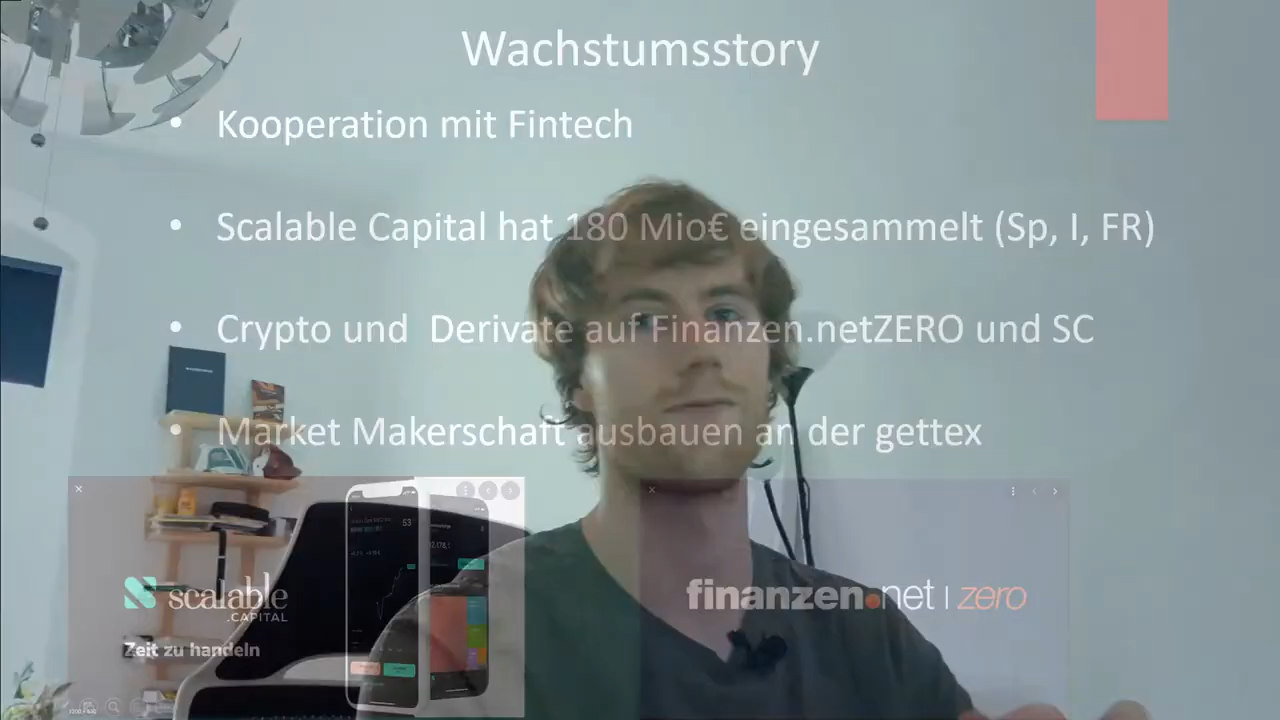 Wachstumsstory
• Kooperation mit Fintech
• Scalable Capital hat 180 Mio€ eingesammelt (Sp, I, FR)
• Crypto und Derivate auf Finanzen.netZERO und SC
• Market Makerschaft ausbauen an der gettex
scalable
.CAPITAL
Zeit zu handeln
finanzen.net | zero